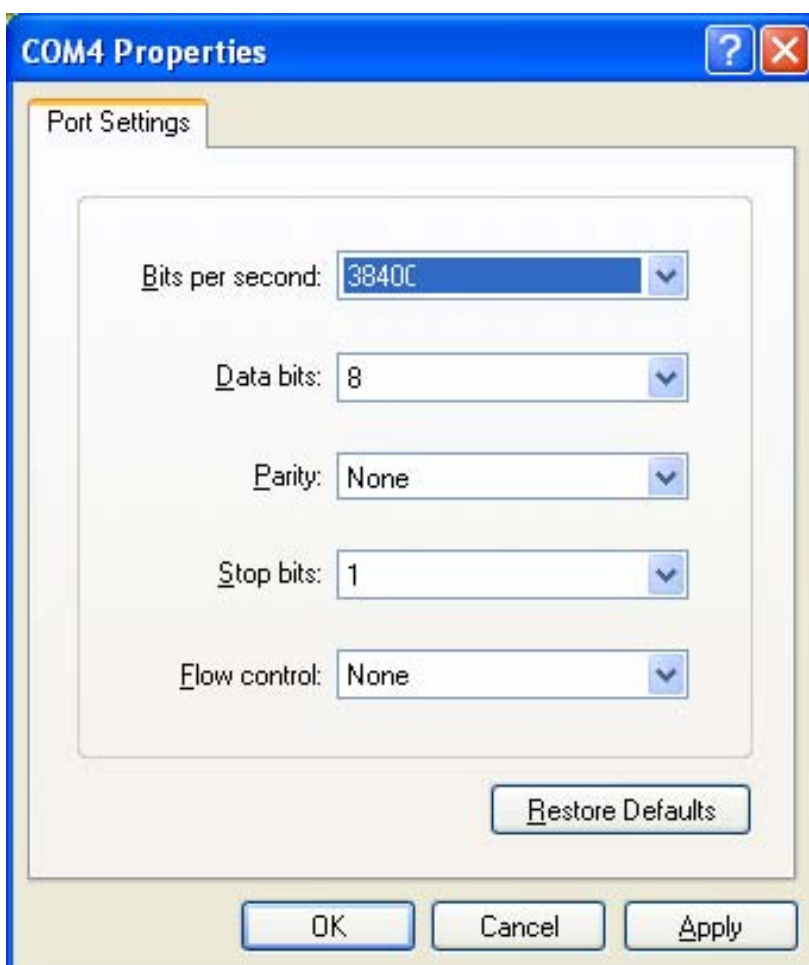 COM4 Properties
Port Settings
Bits per second: 38400
Data bits: 8
Parity: None
Stop bits: 1
Flow control: None
Restore Defaults
OK Cancel Apply